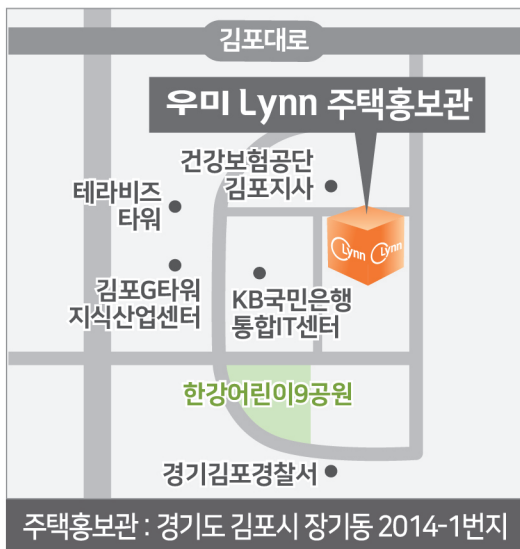 김포대로
우미 Lynn 주택홍보관
건강보험공단
김포지사
테라비즈
타워
Lynn Lynn
김포G타워
지식산업센터
KB국민은행
통합IT센터
한강어린이9공원
경기김포경찰서
주택홍보관 : 경기도 김포시 장기동 2014-1번지